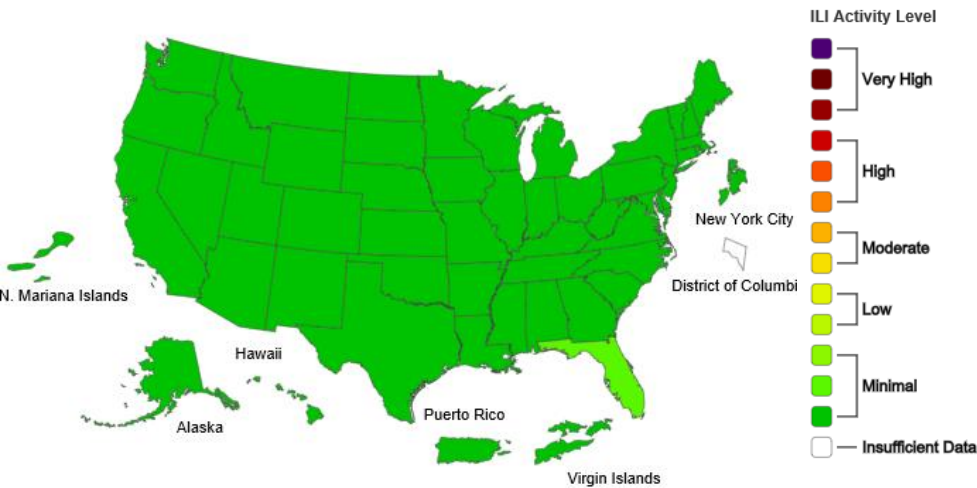 ILI Activity Level
Very High
High
New York City
Moderate
District of Columbi
N. Mariana Islands
Low
Hawaii
Minimal
Puerto Rico
Alaska
Insufficient Data
Virgin Islands